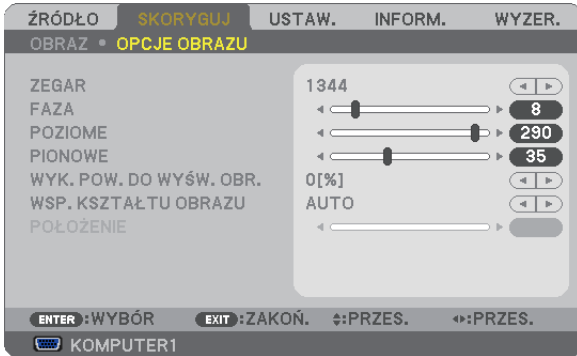 ŹRÓDŁO SKORYGUJ USTAW. INFORM. WYZER.
OBRAZ • OPCJE OBRAZU
ZEGAR 1344
FAZA 8
POZIOME 290
PIONOWE 35
WYK. POW. DO WYŚW. OBR. 0[%]
WSP. KSZTAŁTU OBRAZU AUTO
POŁOŻENIE
ENTER :WYBÓR EXIT :ZAKOŃ. :PRZES. :PRZES.
KOMPUTER1